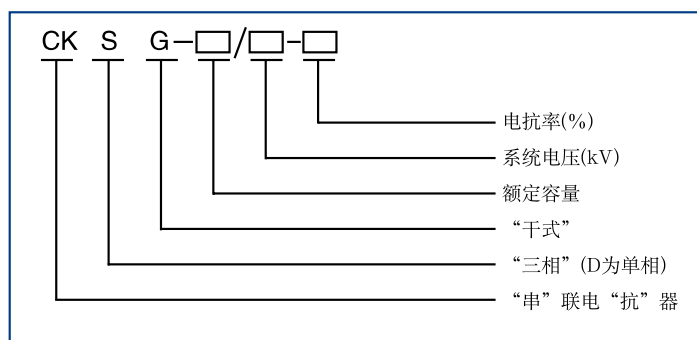 CK S G-□/□-□
电抗率(%)
系统电压(kV)
额定容量
“干式”
“三相”(D为单相)
“串”联电“抗”器